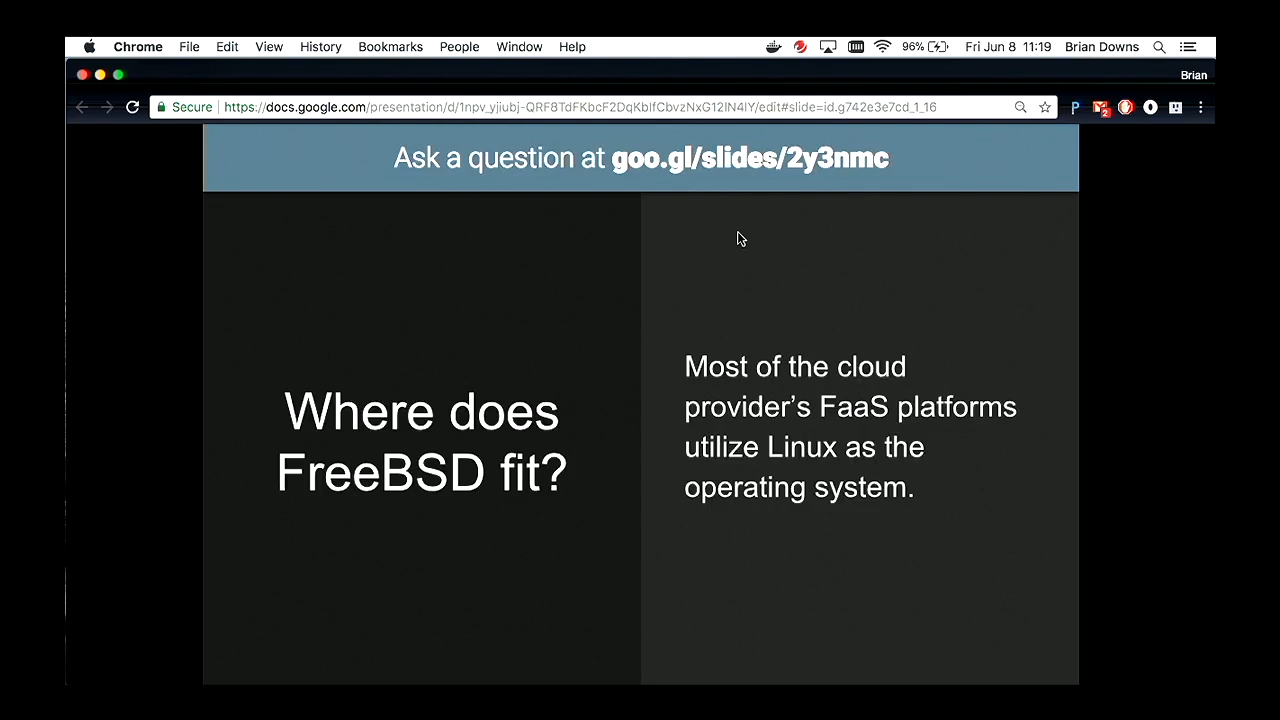 Chrome File Edit View History Bookmarks People Window Help 96% Fri Jun 8 11:19 Brian Downs
Brian
Secure https://docs.google.com/presentation/d/1npv_yjiubj-QRF8TdFKbcF2DqKbIfCbvzNxG12IN4IY/edit#slide=id.g742e3e7cd_1_16
Ask a question at goo.gl/slides/2y3nmc
Where does
FreeBSD fit?
Most of the cloud
provider's FaaS platforms
utilize Linux as the
operating system.